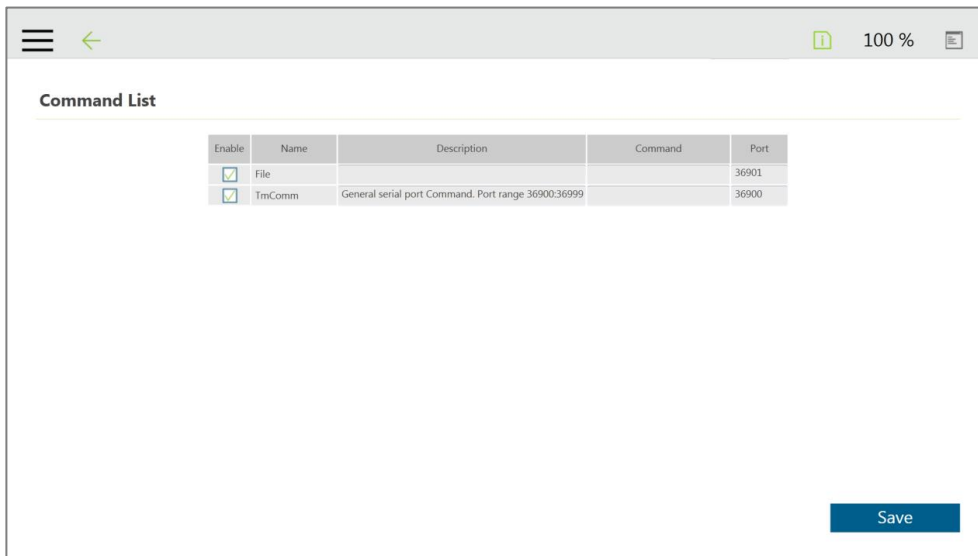 100 %
Command List
Enable Name Description Command Port
File 36901
TmComm General serial port Command. Port range 36900:36999 36900
Save